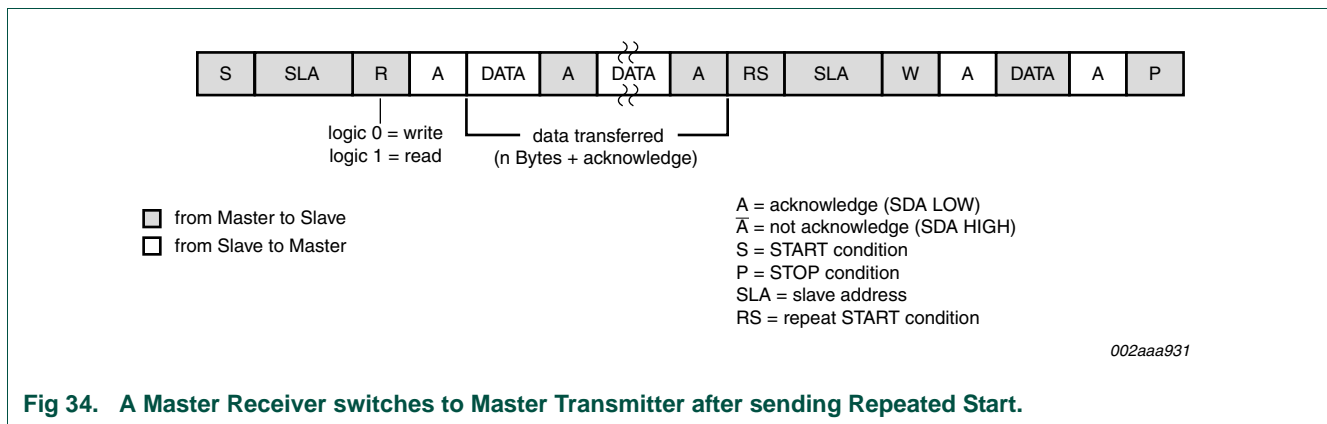 S SLA R A DATA A DATA A RS SLA W A DATA A P
logic 0 = write
logic 1 = read
data transferred
(n Bytes + acknowledge)
from Master to Slave
from Slave to Master
A = acknowledge (SDA LOW)
A̅ = not acknowledge (SDA HIGH)
S = START condition
P = STOP condition
SLA = slave address
RS = repeat START condition
002aaa931
Fig 34. A Master Receiver switches to Master Transmitter after sending Repeated Start.